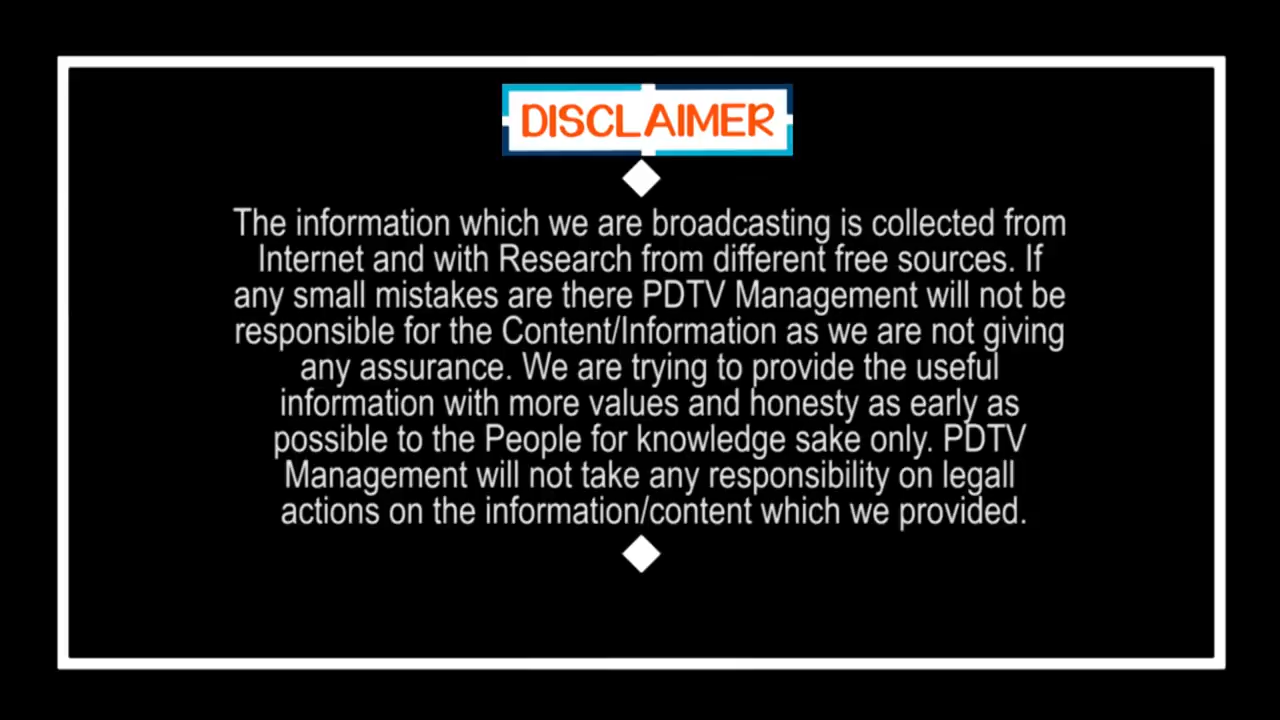 DISCLAIMER
The information which we are broadcasting is collected from
Internet and with Research from different free sources. If
any small mistakes are there PDTV Management will not be
responsible for the Content/Information as we are not giving
any assurance. We are trying to provide the useful
information with more values and honesty as early as
possible to the People for knowledge sake only. PDTV
Management will not take any responsibility on legall
actions on the information/content which we provided.